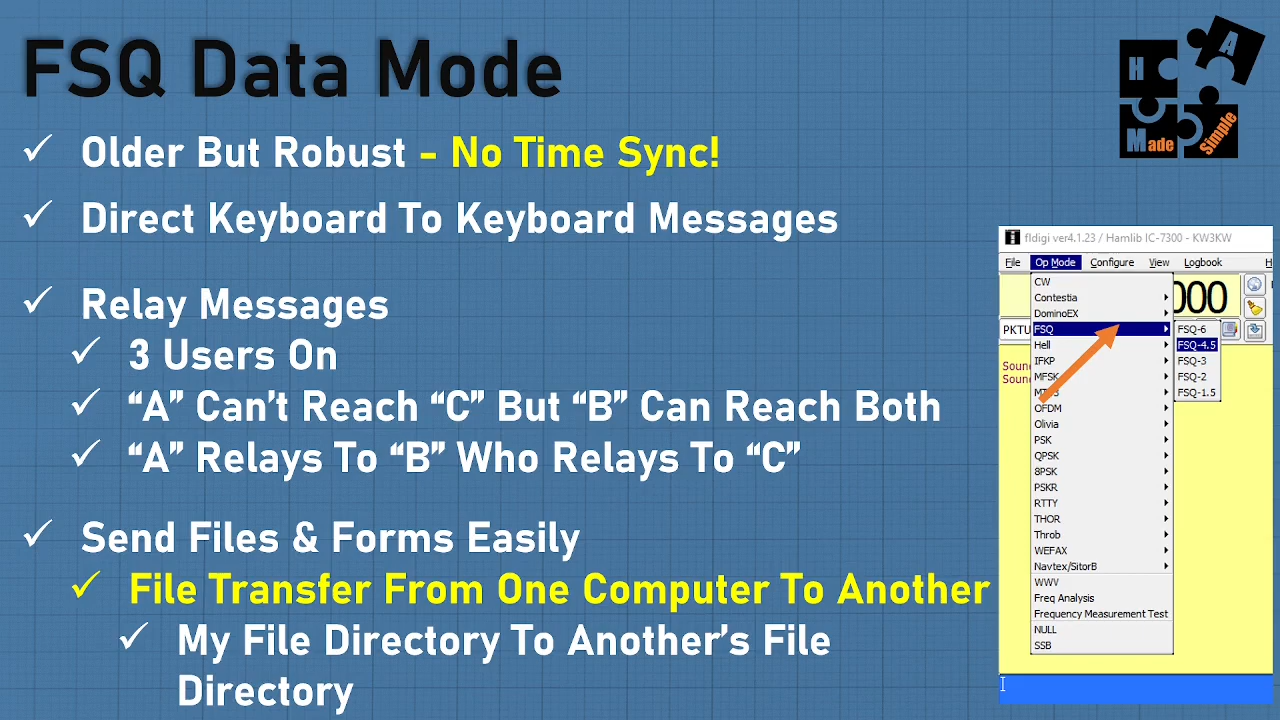 FSQ Data Mode
H A
Made Simple
Older But Robust - No Time Sync!
Direct Keyboard To Keyboard Messages
Relay Messages
3 Users On
“A” Can’t Reach “C” But “B” Can Reach Both
“A” Relays To “B” Who Relays To “C”
Send Files & Forms Easily
File Transfer From One Computer To Another
My File Directory To Another’s File
Directory
fldigi ver4.1.23 / Hamlib IC-7300 - KW3KW
File Op Mode Configure View Logbook H
CW
Contestia
000
DominoEX
PKTU
FSQ
FSQ-6
Hell
FSQ-4.5
IFKP
FSQ-3
Soun
MFSK
FSQ-2
Soun
FSQ-1.5
OFDM
Olivia
PSK
QPSK
8PSK
PSKR
RTTY
THOR
Throb
WEFAX
Navtex/SitorB
WWV
Freq Analysis
Frequency Measurement Test
NULL
SSB